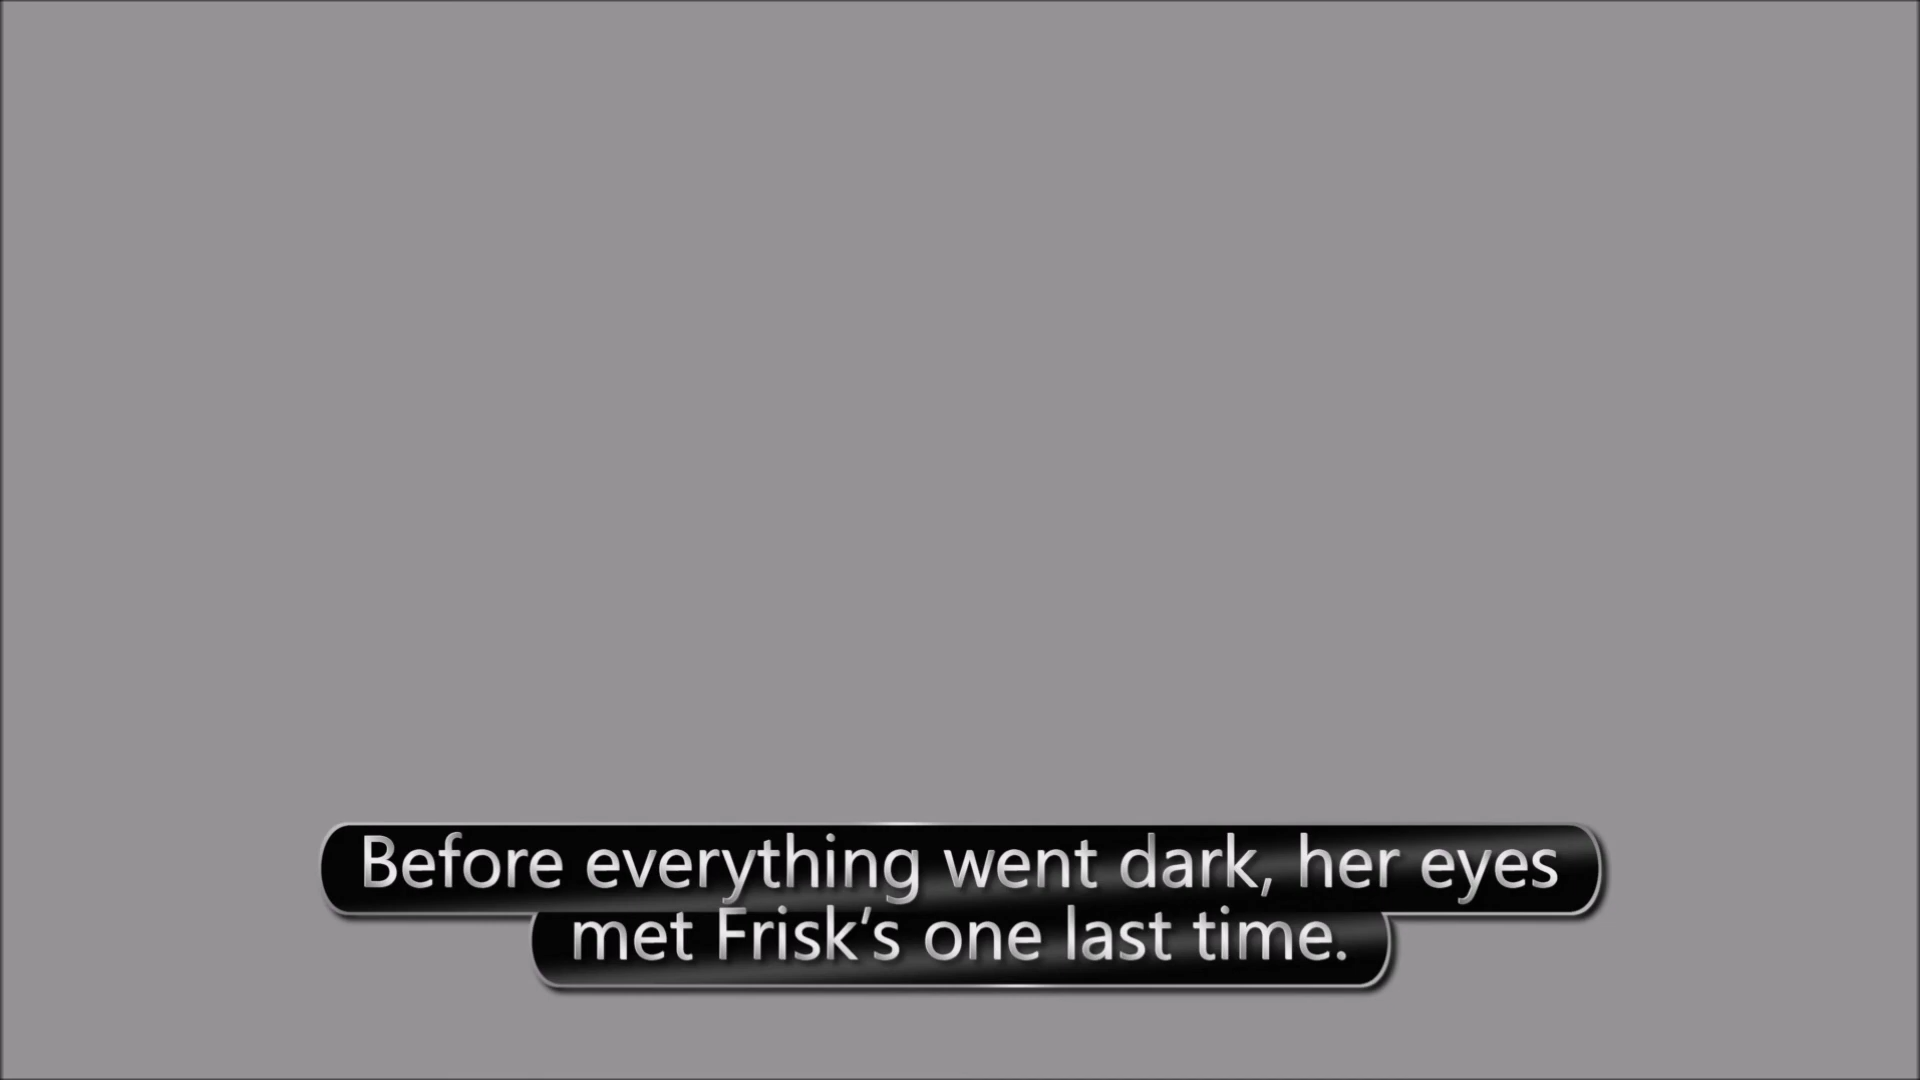 Before everything went dark, her eyes
met Frisk‘s one last time.